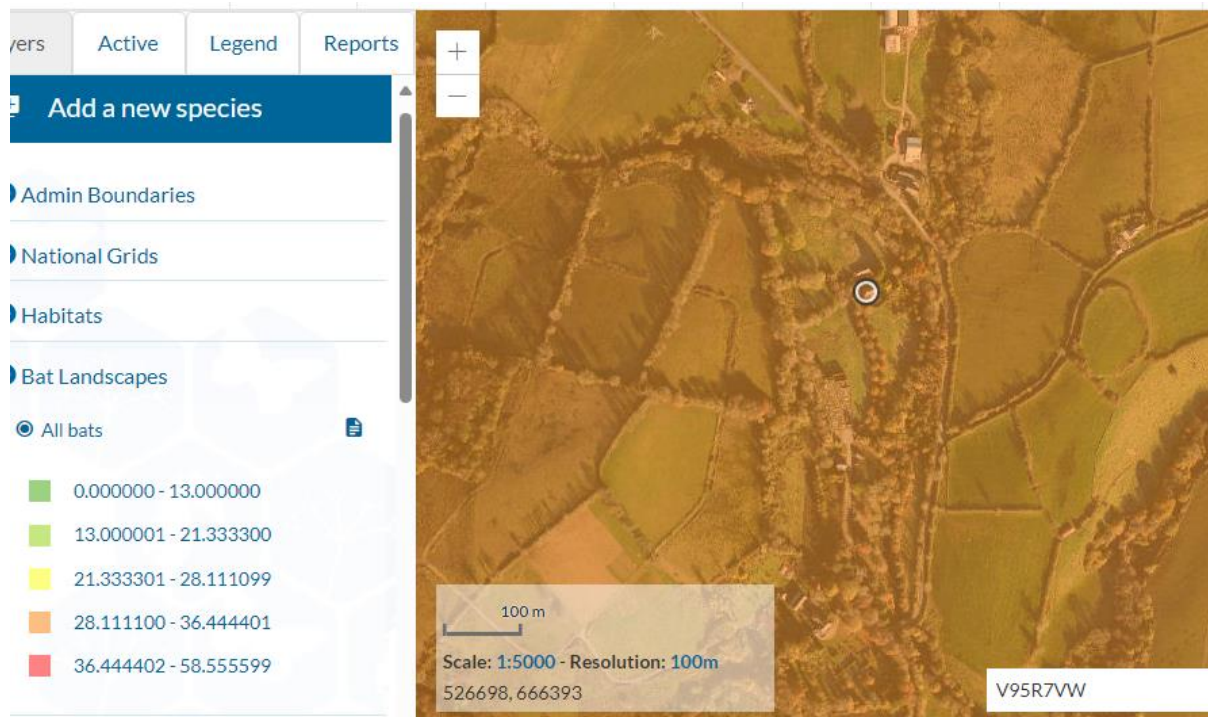 Active
Legend
Reports
Add a new species
Admin Boundaries
National Grids
Habitats
Bat Landscapes
All bats
0.000000 - 13.000000
13.000001 - 21.333300
21.333301 - 28.111099
28.111100 - 36.444401
36.444402 - 58.555599
+
−
100 m
Scale: 1:5000 - Resolution: 100m
526698, 666393
V95R7VW